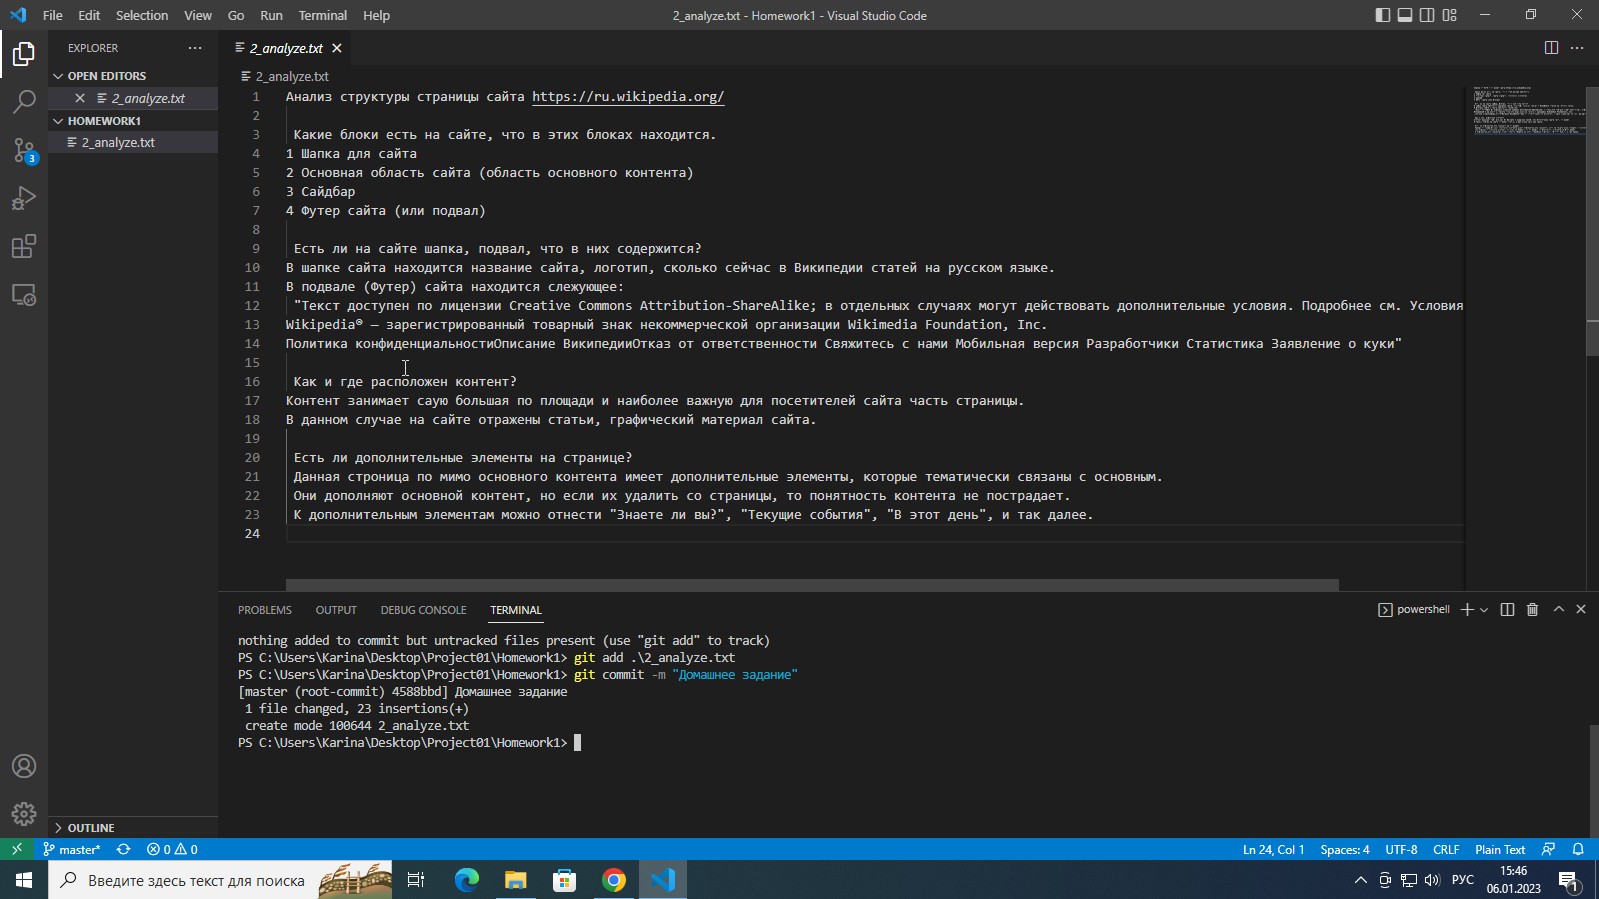 File Edit Selection View Go Run Terminal Help
2_analyze.txt - Homework1 - Visual Studio Code
EXPLORER
2_analyze.txt
OPEN EDITORS
2_analyze.txt
HOMEWORK1
2_analyze.txt
2_analyze.txt
1 Анализ структуры страницы сайта https://ru.wikipedia.org/
2
3 Какие блоки есть на сайте, что в этих блоках находится.
4 1 Шапка для сайта
5 2 Основная область сайта (область основного контента)
6 3 Сайдбар
7 4 Футер сайта (или подвал)
8
9 Есть ли на сайте шапка, подвал, что в них содержится?
10 В шапке сайта находится название сайта, логотип, сколько сейчас в Википедии статей на русском языке.
11 В подвале (Футер) сайта находится слежующее:
12 "Текст доступен по лицензии Creative Commons Attribution-ShareAlike; в отдельных случаях могут действовать дополнительные условия. Подробнее см. Условия
13 Wikipedia® — зарегистрированный товарный знак некоммерческой организации Wikimedia Foundation, Inc.
14 Политика конфиденциальностиОписание ВикипедииОтказ от ответственности Свяжитесь с нами Мобильная версия Разработчики Статистика Заявление о куки"
15
16 Как и где расположен контент?
17 Контент занимает саую большая по площади и наиболее важную для посетителей сайта часть страницы.
18 В данном случае на сайте отражены статьи, графический материал сайта.
19
20 Есть ли дополнительные элементы на странице?
21 Данная строница по мимо основного контента имеет дополнительные элементы, которые тематически связаны с основным.
22 Они дополняют основной контент, но если их удалить со страницы, то понятность контента не пострадает.
23 К дополнительным элементам можно отнести "Знаете ли вы?", "Текущие события", "В этот день", и так далее.
24
3
PROBLEMS OUTPUT DEBUG CONSOLE TERMINAL
powershell
nothing added to commit but untracked files present (use "git add" to track)
PS C:\Users\Karina\Desktop\Project01\Homework1> git add .\2_analyze.txt
PS C:\Users\Karina\Desktop\Project01\Homework1> git commit -m "Домашнее задание"
[master (root-commit) 4588bbd] Домашнее задание
1 file changed, 23 insertions(+)
create mode 100644 2_analyze.txt
PS C:\Users\Karina\Desktop\Project01\Homework1>
OUTLINE
master* 0 0
Ln 24, Col 1 Spaces: 4 UTF-8 CRLF Plain Text
Введите здесь текст для поиска
РУС
15:46
06.01.2023
1